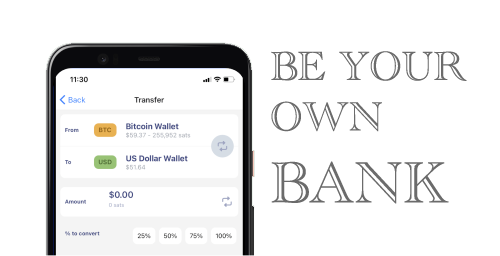 11:30
Back
Transfer
From
BTC
Bitcoin Wallet
$59.37 - 255,952 sats
To
USD
US Dollar Wallet
$51.64
Amount
$0.00
0 sats
% to convert
25% 50% 75% 100%
BE YOUR
OWN
BANK